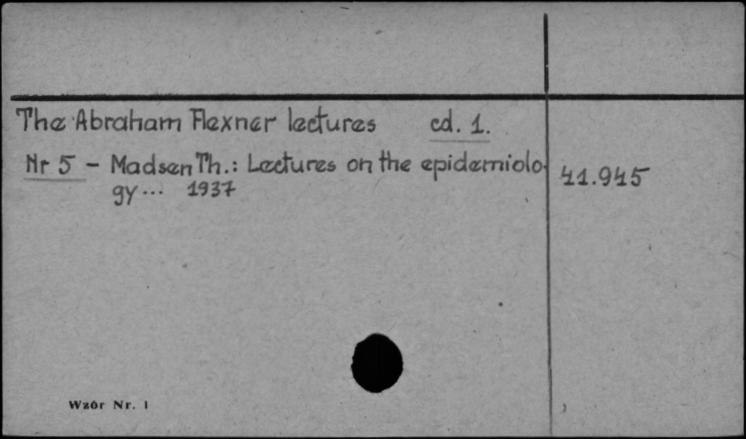 The Abraham Flexner lectures cd. 1.
Nr 5 - Madsen Th.: Lectures on the epidemiolo- 41.945
gy... 1937
Wzór Nr. 1